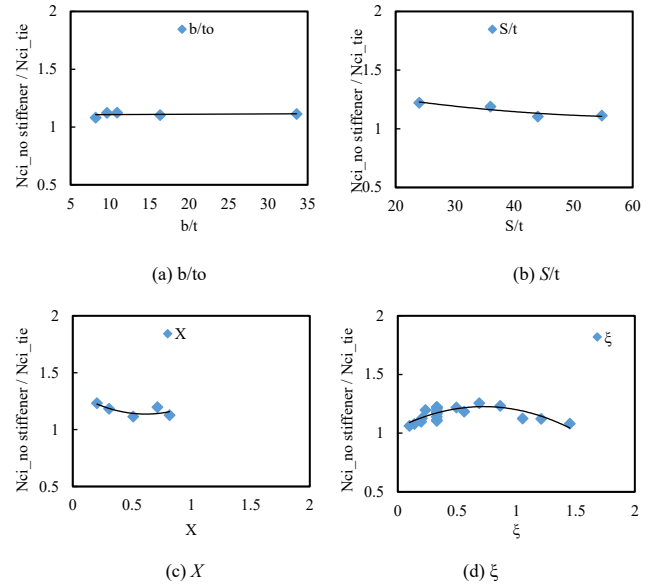 2
1.5
1
0.5
Nci_no stiffener / Nci_tie
b/to
5 10 15 20 25 30 35
b/t
(a) b/to
2
1.5
1
0.5
Nci_no stiffener / Nci_tie
S/t
20 30 40 50 60
S/t
(b) S/t
2
1.5
1
0.5
Nci_no stiffener / Nci_tie
X
0 0.5 1 1.5 2
X
(c) X
2
1.5
1
0.5
Nci_no stiffener / Nci_tie
ξ
0 0.5 1 1.5 2
ξ
(d) ξ